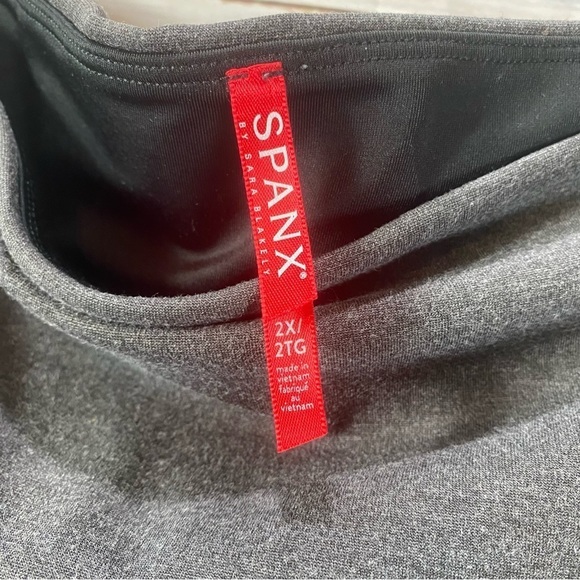 SPANX®
BY SARA BLAKELY
2X/
2TG
made in
vietnam
fabriqué
au
vietnam